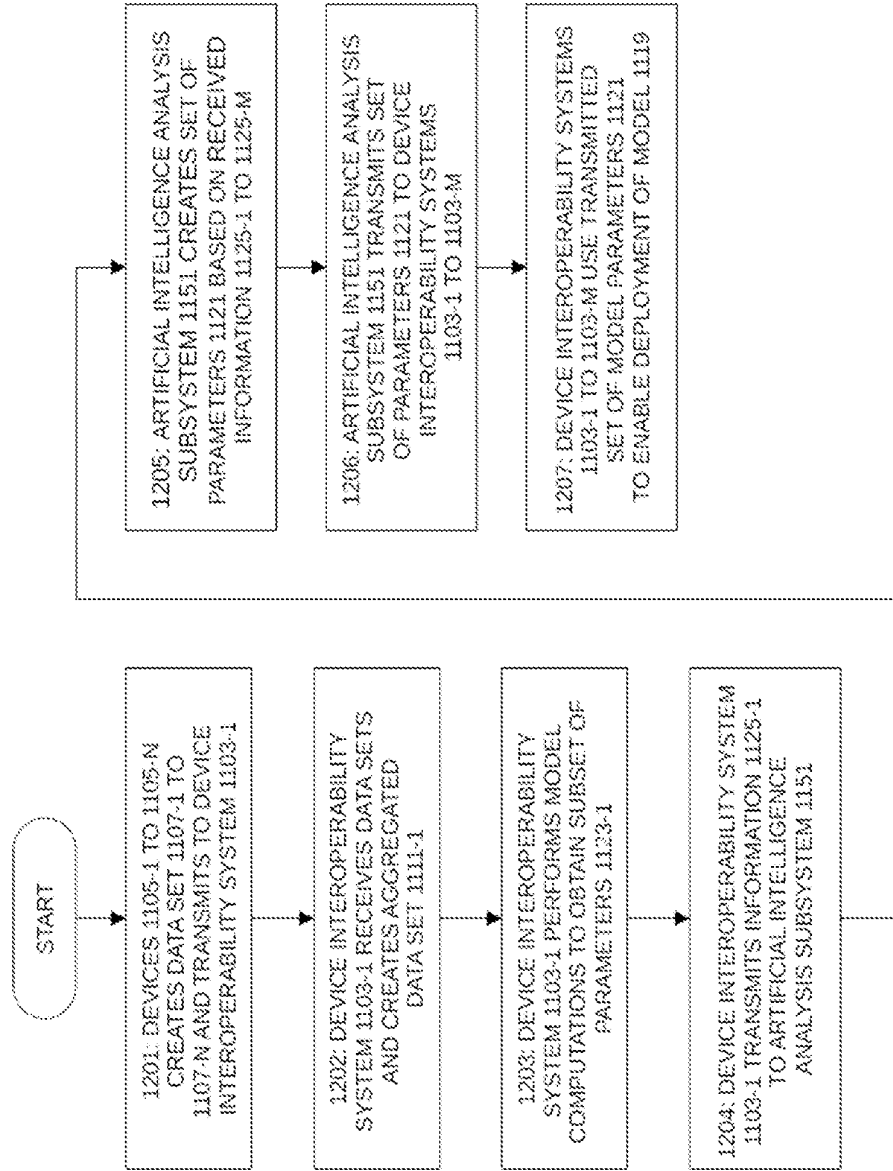 START
1201: DEVICES 1105-1 TO 1105-N
CREATES DATA SET 1107-1 TO
1107-N AND TRANSMITS TO DEVICE
INTEROPERABILITY SYSTEM 1103-1
1202: DEVICE INTEROPERABILITY
SYSTEM 1103-1 RECEIVES DATA SETS
AND CREATES AGGREGATED
DATA SET 1111-1
1203: DEVICE INTEROPERABILITY
SYSTEM 1103-1 PERFORMS MODEL
COMPUTATIONS TO OBTAIN SUBSET OF
PARAMETERS 1123-1
1204: DEVICE INTEROPERABILITY SYSTEM
1103-1 TRANSMITS INFORMATION 1125-1
TO ARTIFICIAL INTELLIGENCE
ANALYSIS SUBSYSTEM 1151
1205: ARTIFICIAL INTELLIGENCE ANALYSIS
SUBSYSTEM 1151 CREATES SET OF
PARAMETERS 1121 BASED ON RECEIVED
INFORMATION 1125-1 TO 1125-M
1206: ARTIFICIAL INTELLIGENCE ANALYSIS
SUBSYSTEM 1151 TRANSMITS SET
OF PARAMETERS 1121 TO DEVICE
INTEROPERABILITY SYSTEMS
1103-1 TO 1103-M
1207: DEVICE INTEROPERABILITY SYSTEMS
1103-1 TO 1103-M USE TRANSMITTED
SET OF MODEL PARAMETERS 1121
TO ENABLE DEPLOYMENT OF MODEL 1119